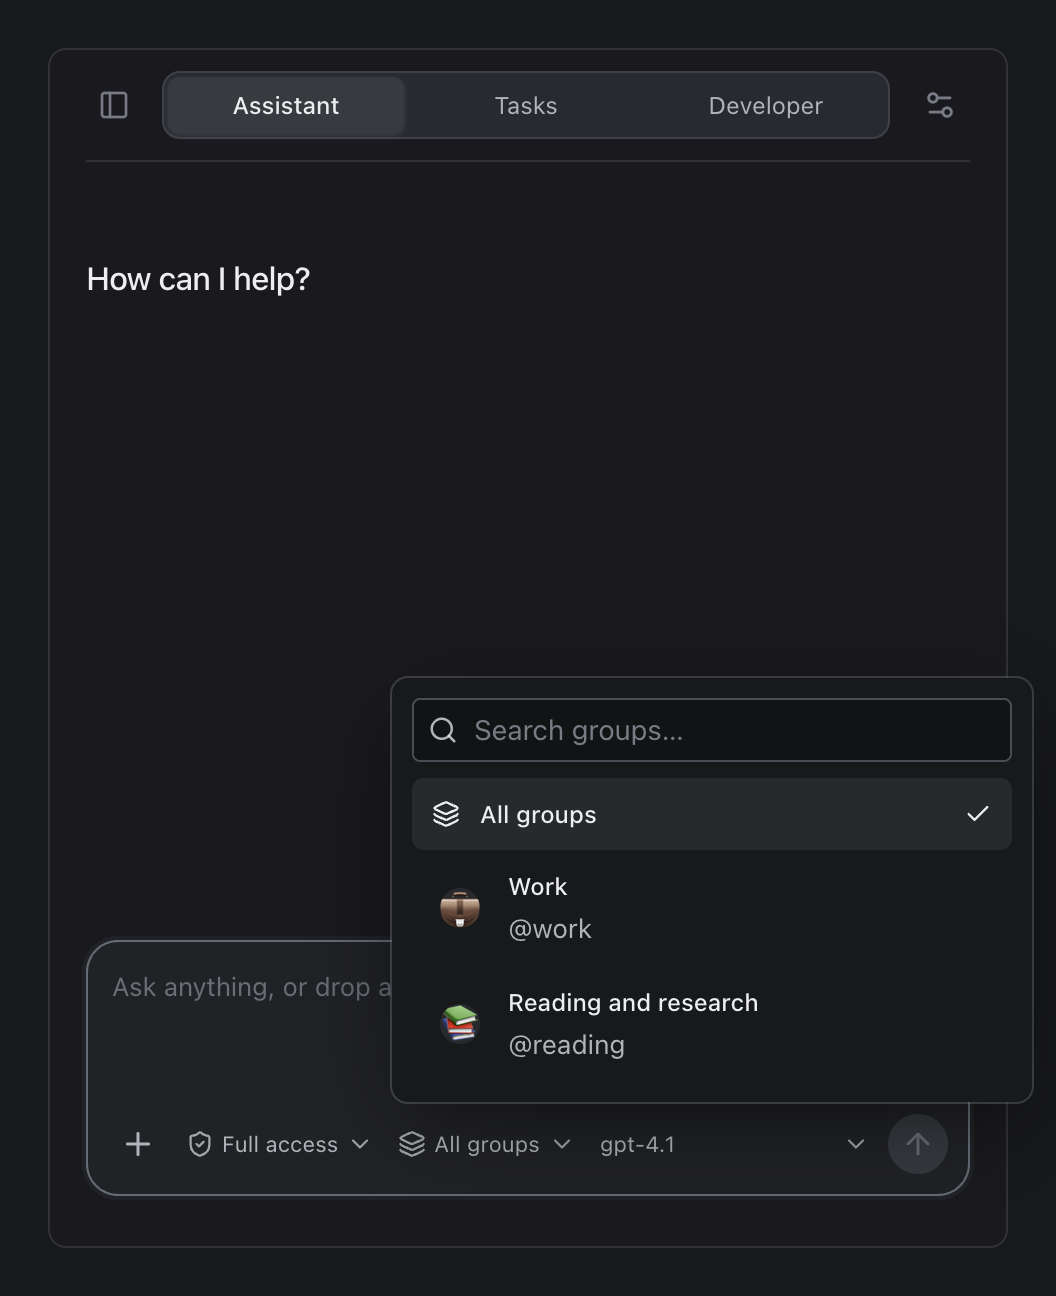 Assistant
Tasks
Developer
How can I help?
Search groups...
All groups
Work
@work
Reading and research
@reading
Ask anything, or drop a
Full access
All groups
gpt-4.1